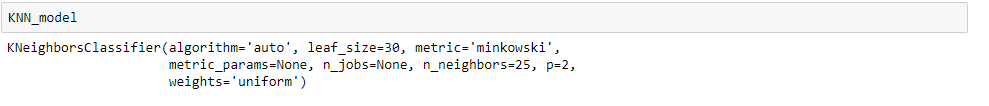 KNN_model
KNeighborsClassifier(algorithm='auto', leaf_size=30, metric='minkowski',
metric_params=None, n_jobs=None, n_neighbors=25, p=2,
weights='uniform')